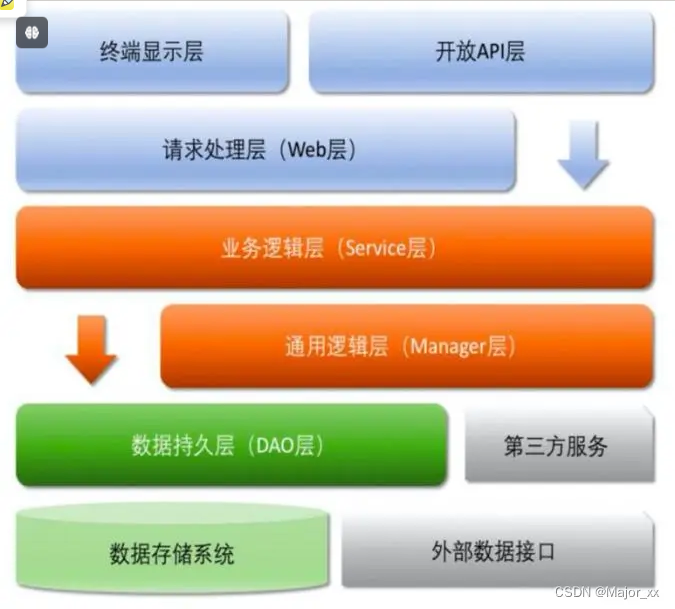 终端显示层
开放API层
请求处理层（Web层）
业务逻辑层（Service层）
通用逻辑层（Manager层）
数据持久层（DAO层）
第三方服务
数据存储系统
外部数据接口
CSDN @Major_xx